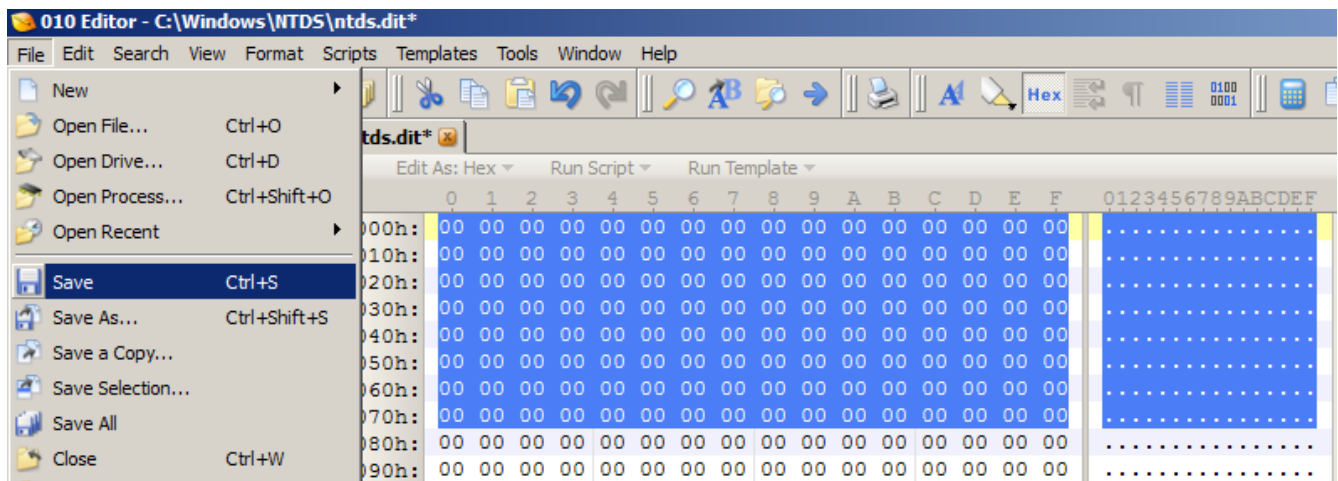 010 Editor - C:\Windows\NTDS\ntds.dit*
File Edit Search View Format Scripts Templates Tools Window Help
New
Hex
0100
0001
Open File... Ctrl+O
tds.dit*
Open Drive... Ctrl+D
Edit As: Hex Run Script Run Template
Open Process... Ctrl+Shift+O
0 1 2 3 4 5 6 7 8 9 A B C D E F 0123456789ABCDEF
Open Recent
00h: 00 00 00 00 00 00 00 00 00 00 00 00 00 00 00 00 ................
010h: 00 00 00 00 00 00 00 00 00 00 00 00 00 00 00 00 ................
Save Ctrl+S
020h: 00 00 00 00 00 00 00 00 00 00 00 00 00 00 00 00 ................
Save As... Ctrl+Shift+S
030h: 00 00 00 00 00 00 00 00 00 00 00 00 00 00 00 00 ................
040h: 00 00 00 00 00 00 00 00 00 00 00 00 00 00 00 00 ................
Save a Copy...
050h: 00 00 00 00 00 00 00 00 00 00 00 00 00 00 00 00 ................
Save Selection...
060h: 00 00 00 00 00 00 00 00 00 00 00 00 00 00 00 00 ................
Save All
070h: 00 00 00 00 00 00 00 00 00 00 00 00 00 00 00 00 ................
080h: 00 00 00 00 00 00 00 00 00 00 00 00 00 00 00 00 ................
Close Ctrl+W
090h: 00 00 00 00 00 00 00 00 00 00 00 00 00 00 00 00 ................